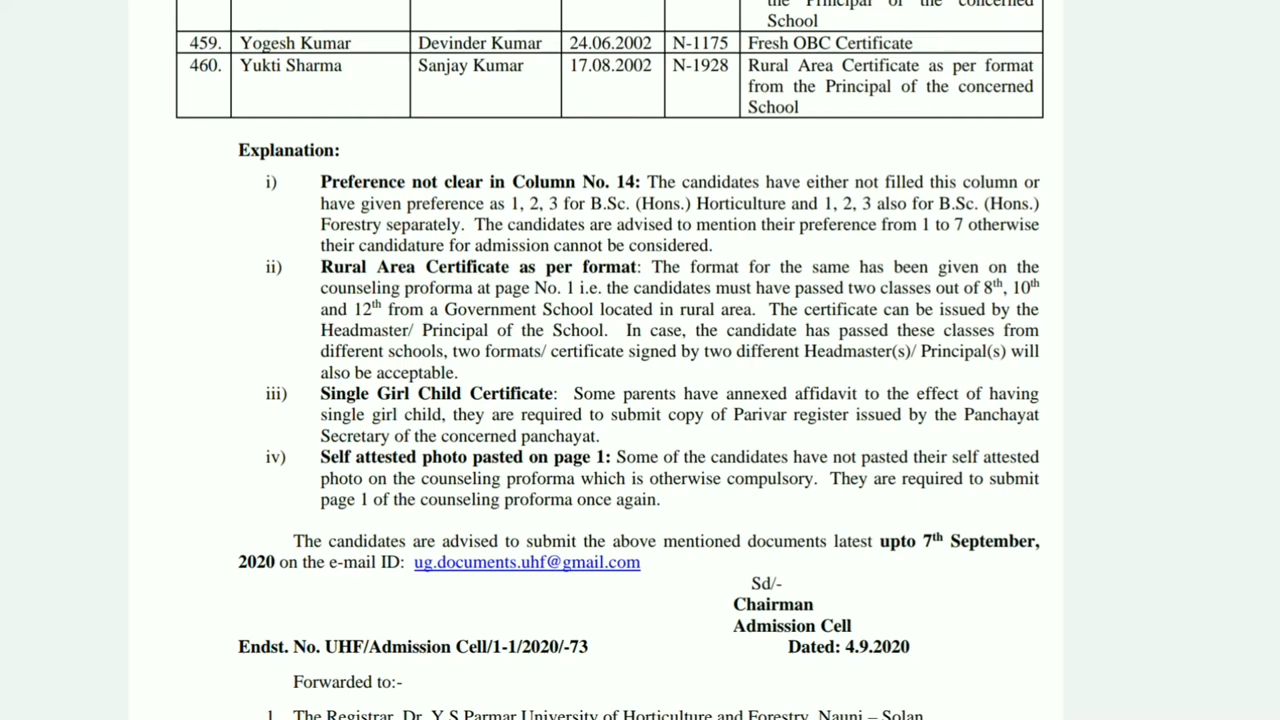 the Principal of the concerned
School
459. Yogesh Kumar Devinder Kumar 24.06.2002 N-1175 Fresh OBC Certificate
460. Yukti Sharma Sanjay Kumar 17.08.2002 N-1928 Rural Area Certificate as per format
from the Principal of the concerned
School
Explanation:
i) Preference not clear in Column No. 14: The candidates have either not filled this column or
have given preference as 1, 2, 3 for B.Sc. (Hons.) Horticulture and 1, 2, 3 also for B.Sc. (Hons.)
Forestry separately. The candidates are advised to mention their preference from 1 to 7 otherwise
their candidature for admission cannot be considered.
ii) Rural Area Certificate as per format: The format for the same has been given on the
counseling proforma at page No. 1 i.e. the candidates must have passed two classes out of 8th, 10th
and 12th from a Government School located in rural area. The certificate can be issued by the
Headmaster/ Principal of the School. In case, the candidate has passed these classes from
different schools, two formats/ certificate signed by two different Headmaster(s)/ Principal(s) will
also be acceptable.
iii) Single Girl Child Certificate: Some parents have annexed affidavit to the effect of having
single girl child, they are required to submit copy of Parivar register issued by the Panchayat
Secretary of the concerned panchayat.
iv) Self attested photo pasted on page 1: Some of the candidates have not pasted their self attested
photo on the counseling proforma which is otherwise compulsory. They are required to submit
page 1 of the counseling proforma once again.
The candidates are advised to submit the above mentioned documents latest upto 7th September,
2020 on the e-mail ID: ug.documents.uhf@gmail.com
Sd/-
Chairman
Admission Cell
Endst. No. UHF/Admission Cell/1-1/2020/-73 Dated: 4.9.2020
Forwarded to:-
1. The Registrar, Dr. Y S Parmar University of Horticulture and Forestry, Nauni – Solan